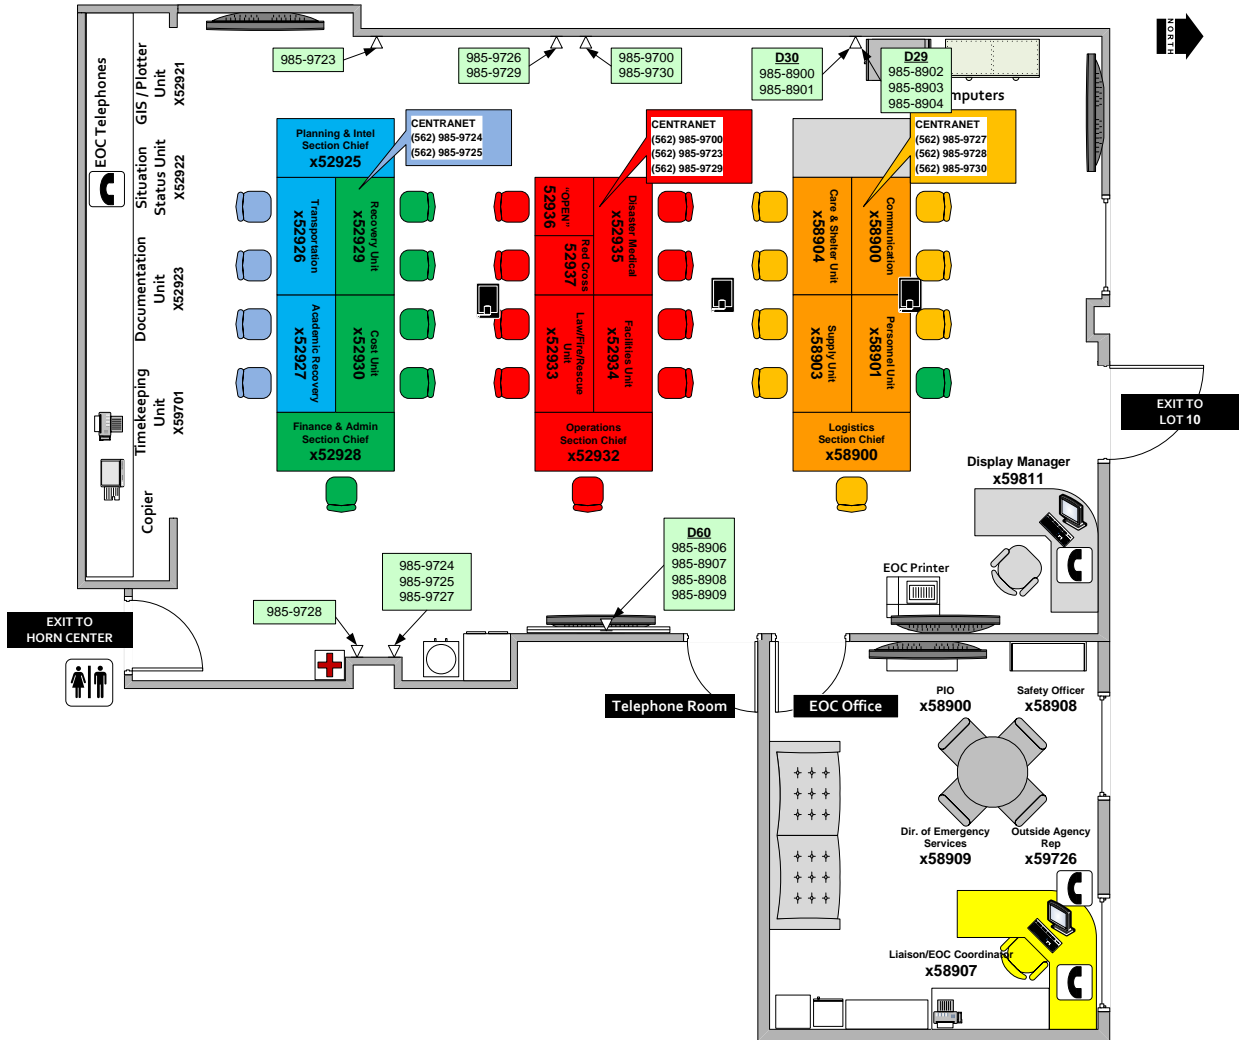 NORTH
985-9723
985-9726
985-9729
985-9700
985-9730
D30
985-8900
985-8901
D29
985-8902
985-8903
985-8904
mputers
EOC Telephones
GIS / Plotter
Unit
X52921
Situation
Status Unit
X52922
Documentation
Unit
X52923
Timekeeping
Unit
X59701
Copier
Planning & Intel
Section Chief
x52925
CENTRANET
(562) 985-9724
(562) 985-9725
Transportation
x52926
Recovery Unit
x52929
Academic Recovery
x52927
Cost Unit
x52930
Finance & Admin
Section Chief
x52928
CENTRANET
(562) 985-9700
(562) 985-9723
(562) 985-9729
"OPEN"
52936
Disaster Medical
x52935
Red Cross
52937
Law/Fire/Rescue
Unit
x52933
Facilities Unit
x52934
Operations
Section Chief
x52932
CENTRANET
(562) 985-9727
(562) 985-9728
(562) 985-9730
Care & Shelter Unit
x58904
Communication
x58900
Supply Unit
x58903
Personnel Unit
x58901
Logistics
Section Chief
x58900
EXIT TO
LOT 10
Display Manager
x59811
EOC Printer
D60
985-8906
985-8907
985-8908
985-8909
985-9724
985-9725
985-9727
985-9728
EXIT TO
HORN CENTER
Telephone Room
EOC Office
PIO
x58900
Safety Officer
x58908
Dir. of Emergency
Services
x58909
Outside Agency
Rep
x59726
Liaison/EOC Coordinator
x58907